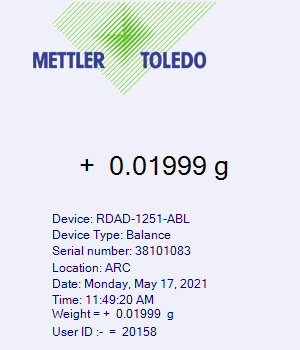 METTLER TOLEDO
+ 0.01999 g
Device: RDAD-1251-ABL
Device Type: Balance
Serial number: 38101083
Location: ARC
Date: Monday, May 17, 2021
Time: 11:49:20 AM
Weight = + 0.01999 g
User ID :- = 20158